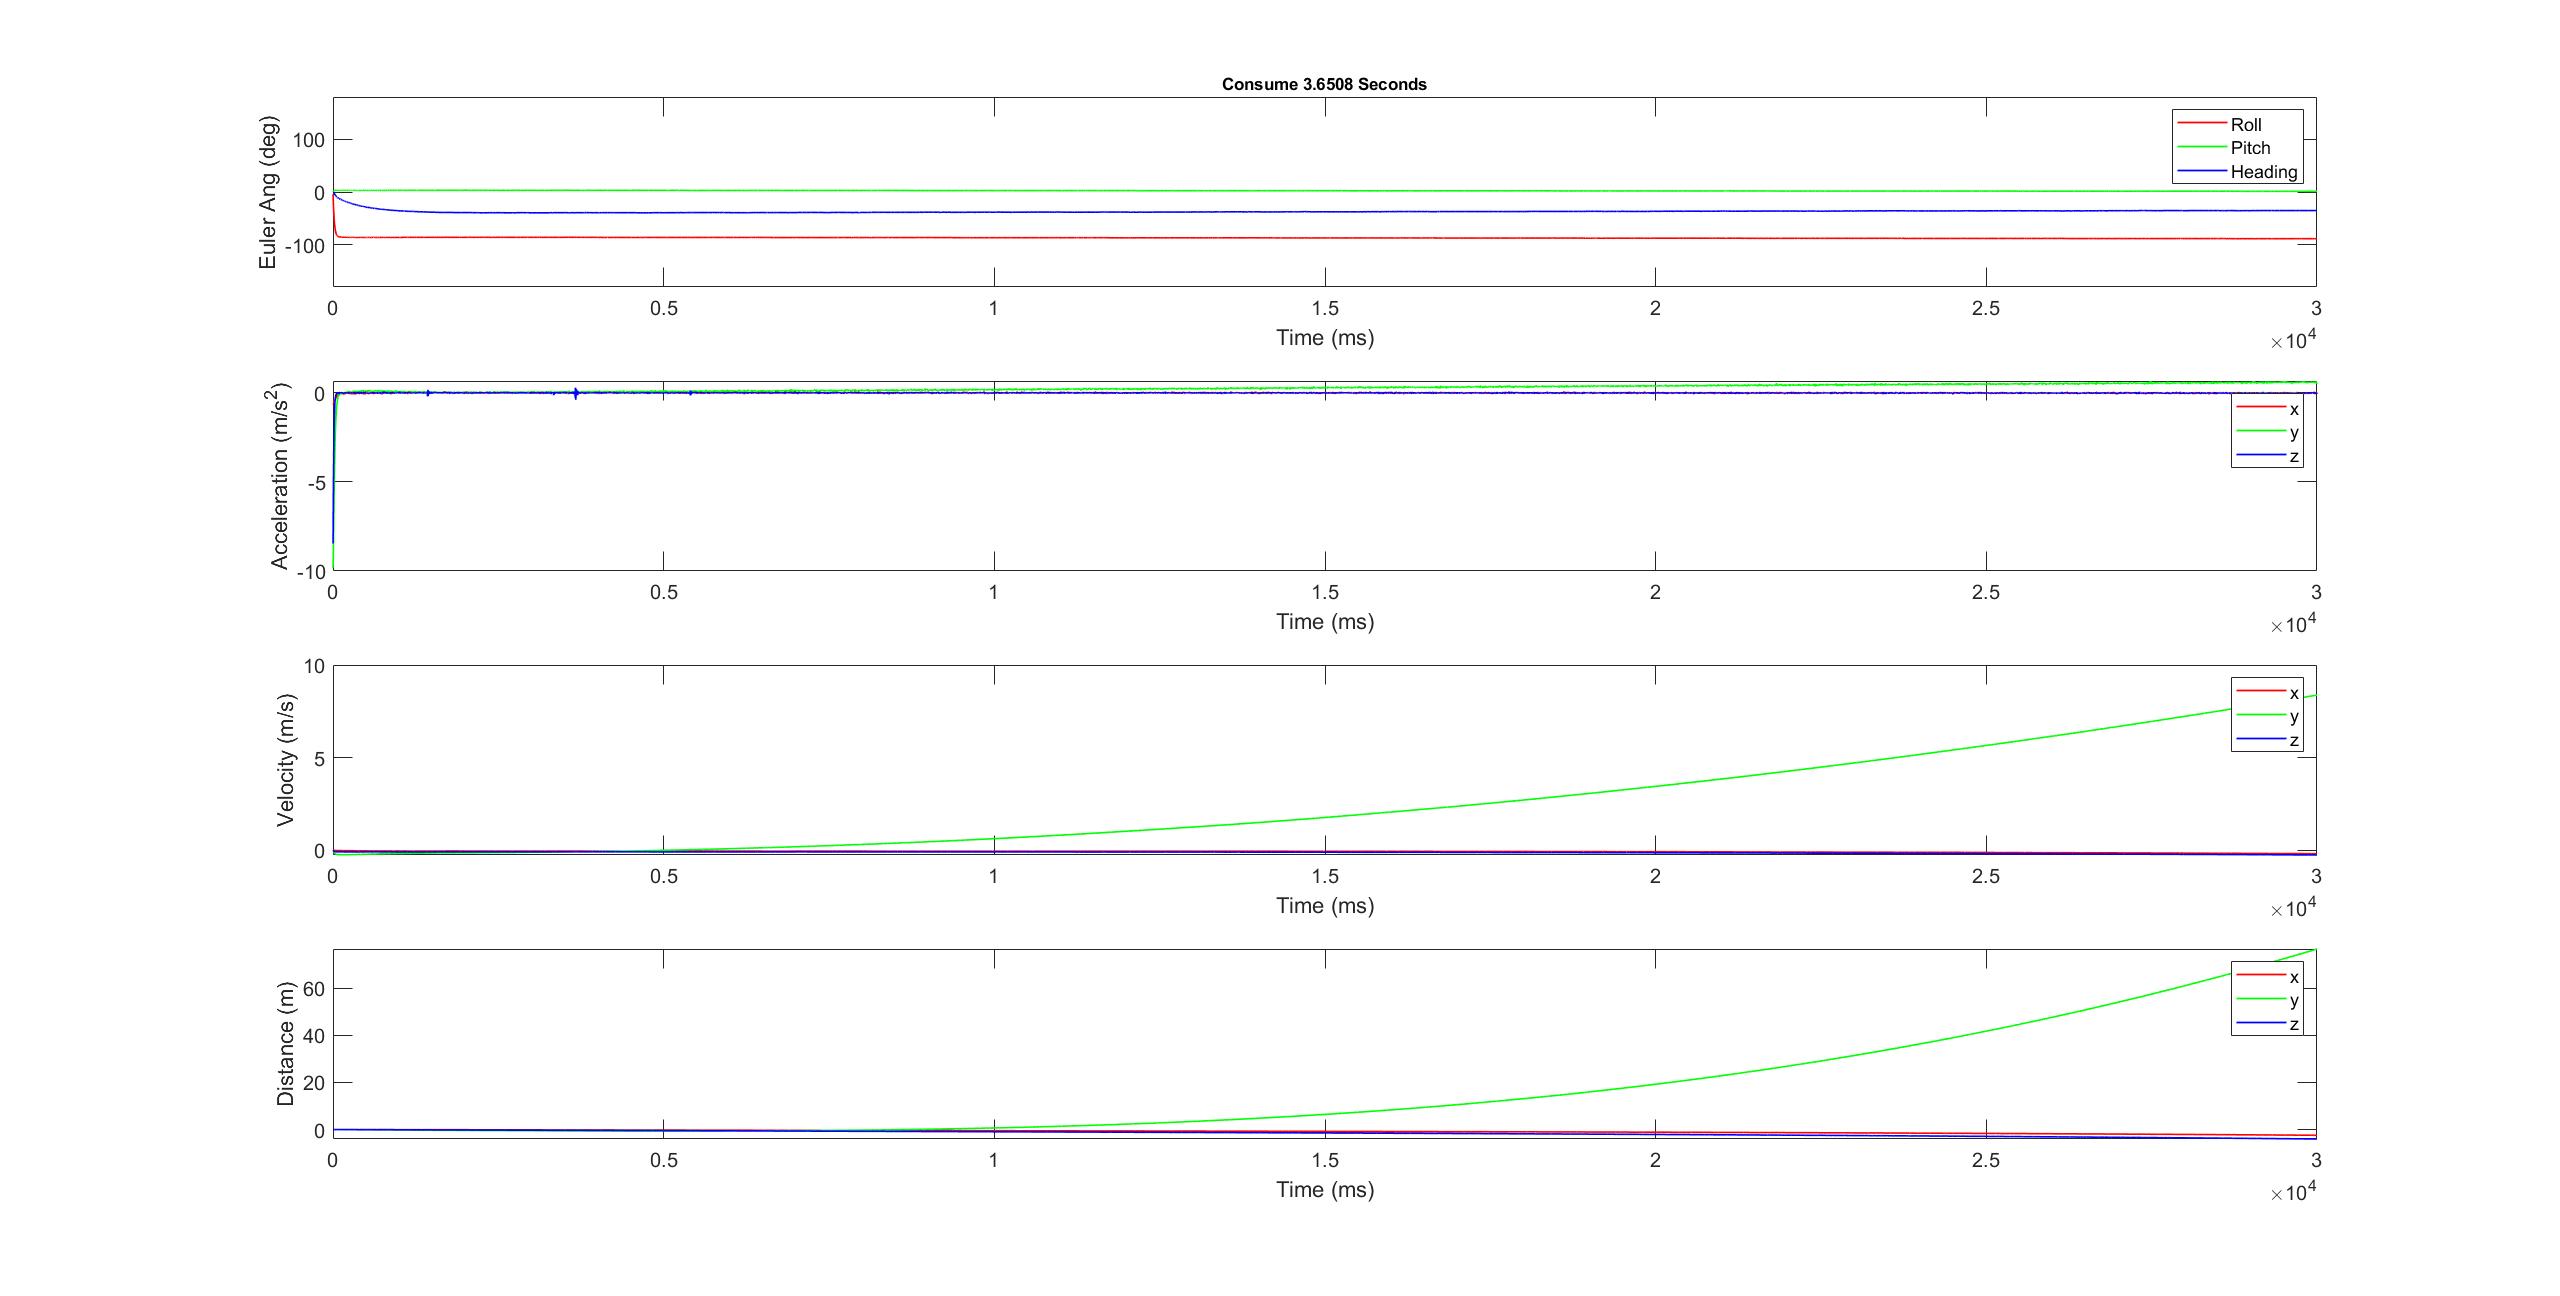 Consume 3.6508 Seconds
Euler Ang (deg)
100
0
-100
Roll
Pitch
Heading
0 0.5 1 1.5 2 2.5 3
Time (ms)
×10^4
Acceleration (m/s^2)
0
-5
-10
x
y
z
0 0.5 1 1.5 2 2.5 3
Time (ms)
×10^4
Velocity (m/s)
10
5
0
x
y
z
0 0.5 1 1.5 2 2.5 3
Time (ms)
×10^4
Distance (m)
60
40
20
0
x
y
z
0 0.5 1 1.5 2 2.5 3
Time (ms)
×10^4